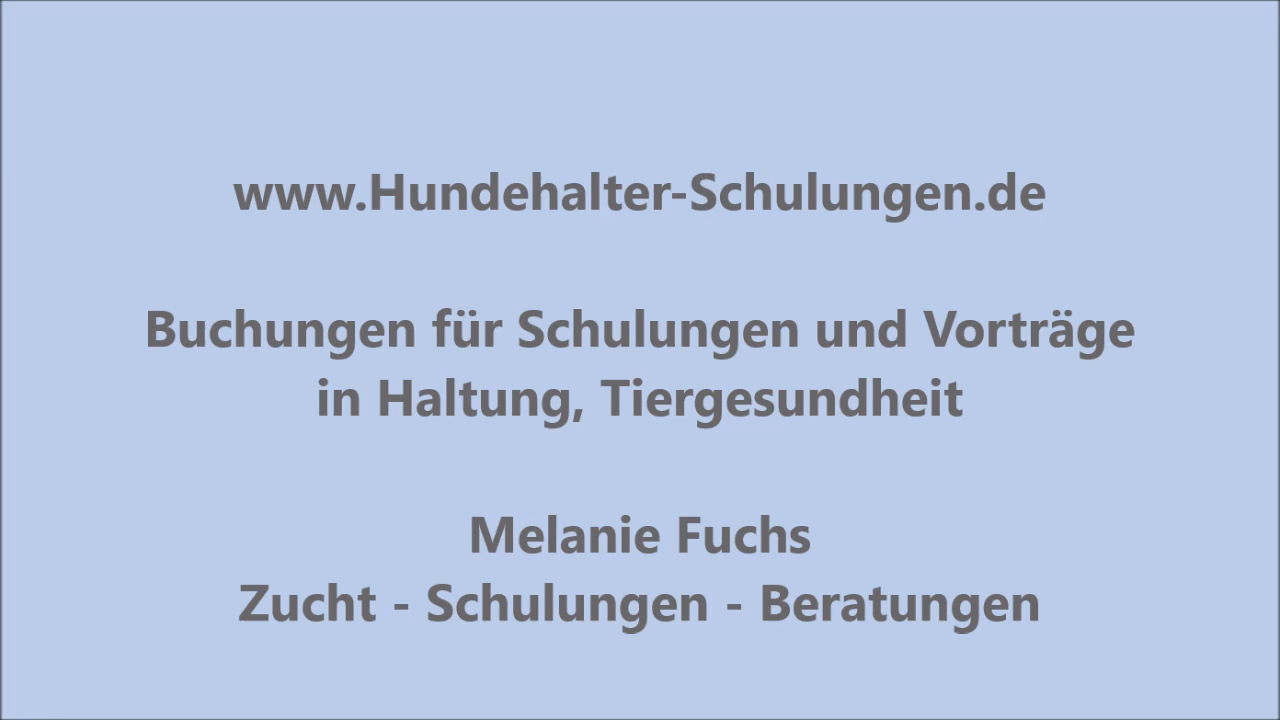 www.Hundehalter-Schulungen.de
Buchungen für Schulungen und Vorträge
in Haltung, Tiergesundheit
Melanie Fuchs
Zucht - Schulungen - Beratungen